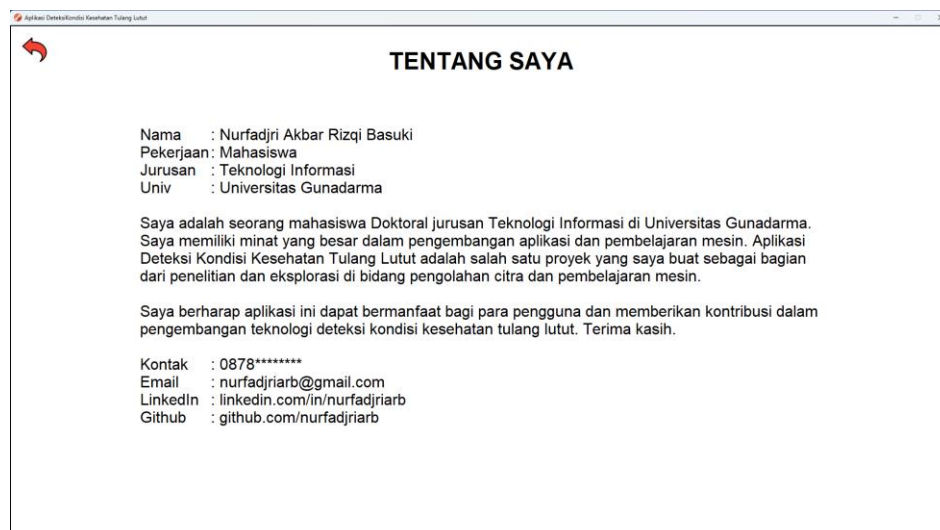 Aplikasi DeteksiKondisi Kesehatan Tulang Lutut
TENTANG SAYA
Nama : Nurfadjri Akbar Rizqi Basuki
Pekerjaan : Mahasiswa
Jurusan : Teknologi Informasi
Univ : Universitas Gunadarma
Saya adalah seorang mahasiswa Doktoral jurusan Teknologi Informasi di Universitas Gunadarma.
Saya memiliki minat yang besar dalam pengembangan aplikasi dan pembelajaran mesin. Aplikasi
Deteksi Kondisi Kesehatan Tulang Lutut adalah salah satu proyek yang saya buat sebagai bagian
dari penelitian dan eksplorasi di bidang pengolahan citra dan pembelajaran mesin.
Saya berharap aplikasi ini dapat bermanfaat bagi para pengguna dan memberikan kontribusi dalam
pengembangan teknologi deteksi kondisi kesehatan tulang lutut. Terima kasih.
Kontak : 0878********
Email : nurfadjriarb@gmail.com
LinkedIn : linkedin.com/in/nurfadjriarb
Github : github.com/nurfadjriarb